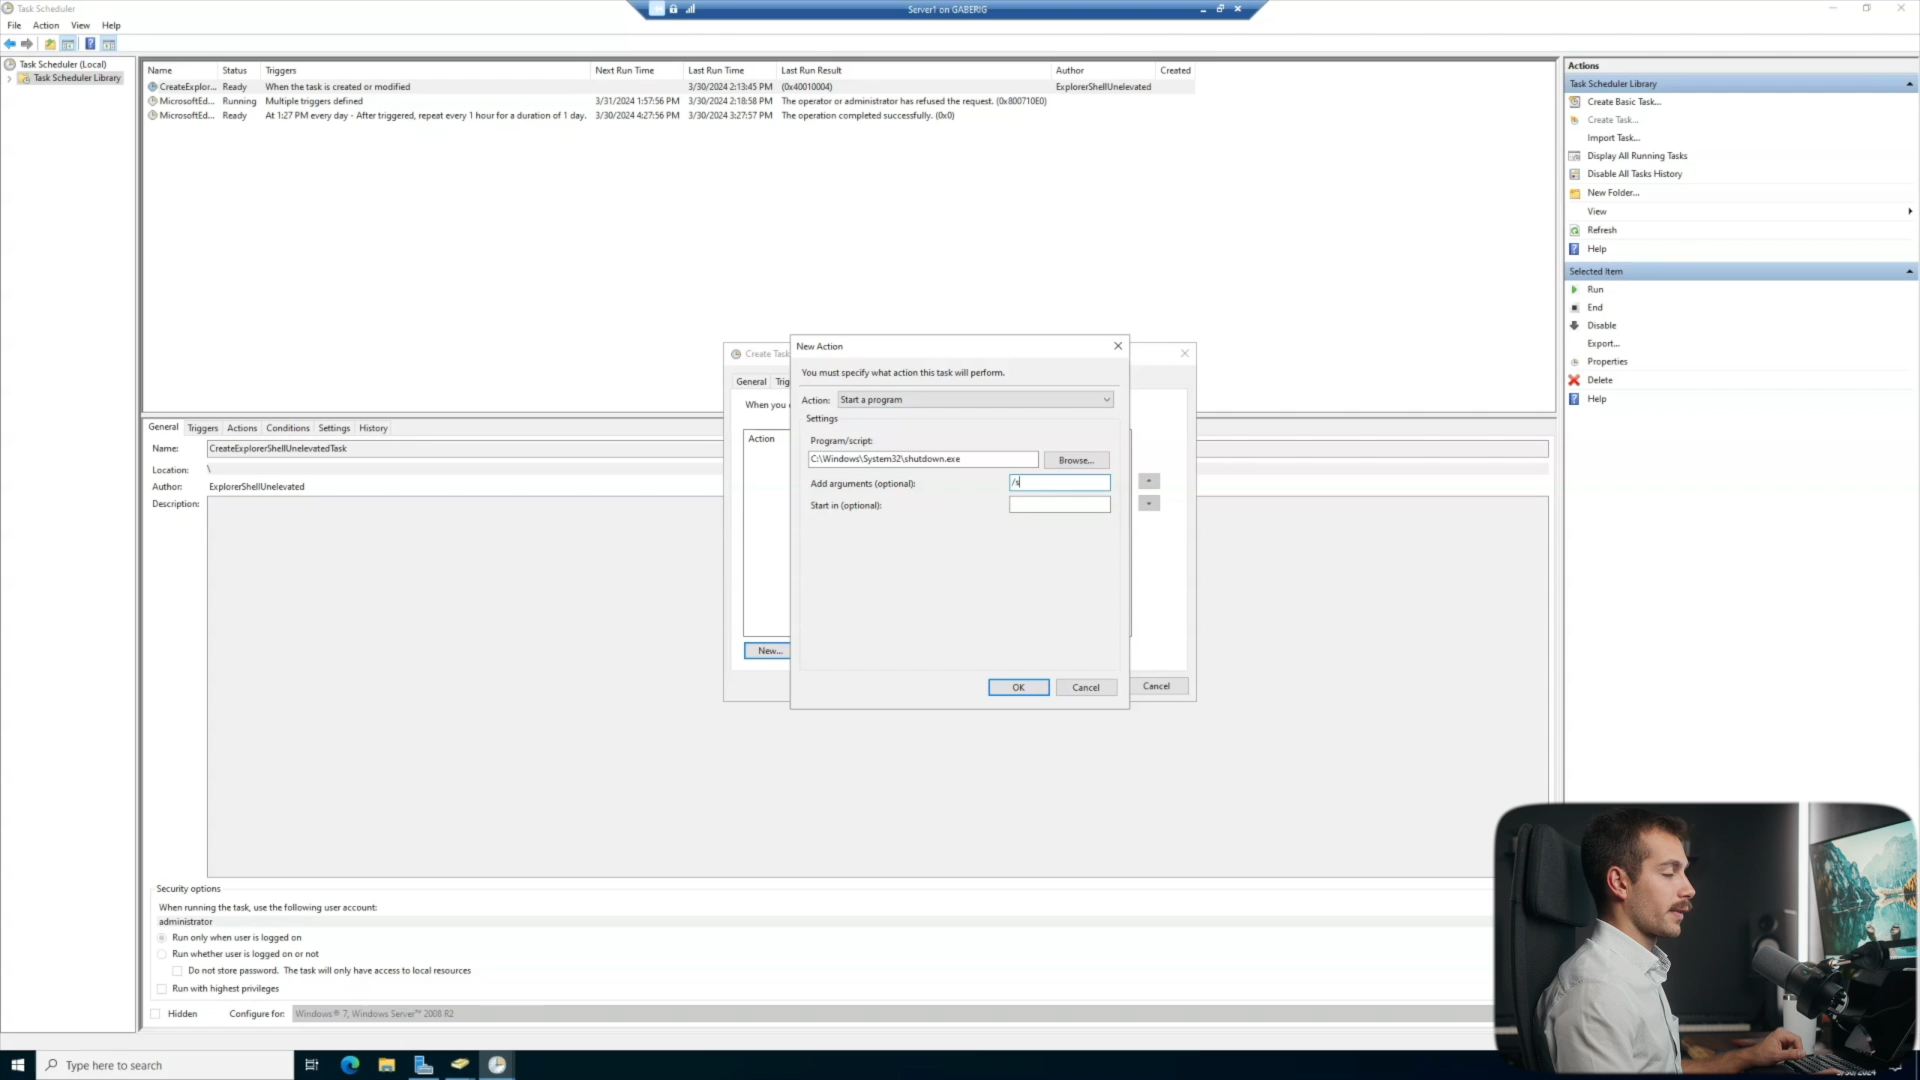 Task Scheduler
Server1 on GABERIG
File Action View Help
Task Scheduler (Local)
Task Scheduler Library
Name Status Triggers Next Run Time Last Run Time Last Run Result Author Created
CreateExplor... Ready When the task is created or modified 3/30/2024 2:13:45 PM (0x40010004) ExplorerShellUnelevated
MicrosoftEd... Running Multiple triggers defined 3/31/2024 1:57:56 PM 3/30/2024 2:18:58 PM The operator or administrator has refused the request. (0x800710E0)
MicrosoftEd... Ready At 1:27 PM every day - After triggered, repeat every 1 hour for a duration of 1 day. 3/30/2024 4:27:56 PM 3/30/2024 3:27:57 PM The operation completed successfully. (0x0)
General Triggers Actions Conditions Settings History
Name: CreateExplorerShellUnelevatedTask
Location: \
Author: ExplorerShellUnelevated
Description:
Security options
When running the task, use the following user account:
administrator
Run only when user is logged on
Run whether user is logged on or not
Do not store password. The task will only have access to local resources
Run with highest privileges
Hidden Configure for: Windows® 7, Windows Server™ 2008 R2
Create Task
General Trig
When you
Action
New...
Cancel
New Action
You must specify what action this task will perform.
Action: Start a program
Settings
Program/script:
C:\Windows\System32\shutdown.exe Browse...
Add arguments (optional): /s
Start in (optional):
OK Cancel
Actions
Task Scheduler Library
Create Basic Task...
Create Task...
Import Task...
Display All Running Tasks
Disable All Tasks History
New Folder...
View
Refresh
Help
Selected Item
Run
End
Disable
Export...
Properties
Delete
Help
Type here to search